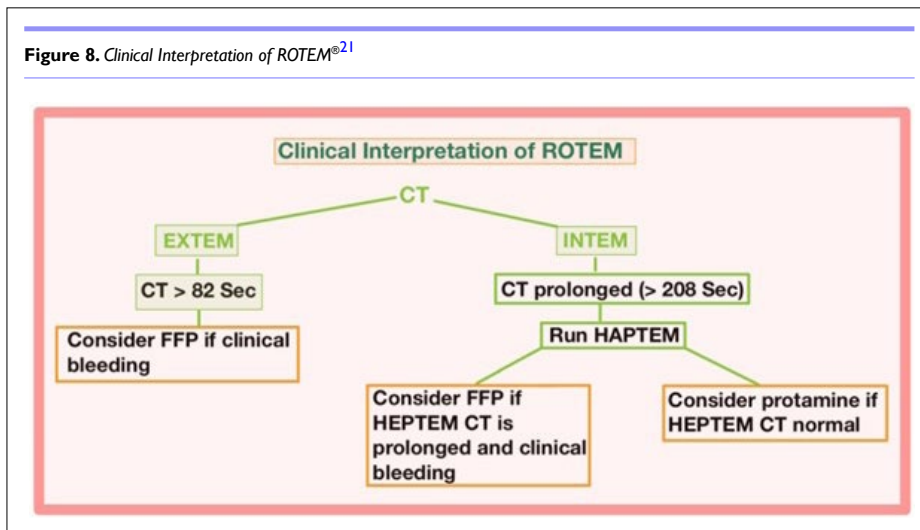 Figure 8. Clinical Interpretation of ROTEM®21
Clinical Interpretation of ROTEM
CT
EXTEM
INTEM
CT > 82 Sec
CT prolonged (> 208 Sec)
Consider FFP if clinical
bleeding
Run HAPTEM
Consider FFP if
HEPTEM CT is
prolonged and clinical
bleeding
Consider protamine if
HEPTEM CT normal